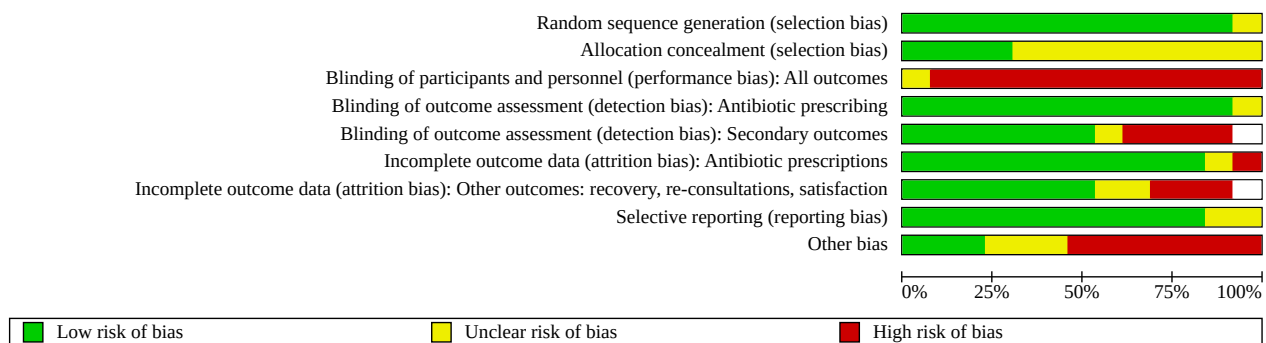 Random sequence generation (selection bias)
Allocation concealment (selection bias)
Blinding of participants and personnel (performance bias): All outcomes
Blinding of outcome assessment (detection bias): Antibiotic prescribing
Blinding of outcome assessment (detection bias): Secondary outcomes
Incomplete outcome data (attrition bias): Antibiotic prescriptions
Incomplete outcome data (attrition bias): Other outcomes: recovery, re-consultations, satisfaction
Selective reporting (reporting bias)
Other bias
0% 25% 50% 75% 100%
Low risk of bias Unclear risk of bias High risk of bias